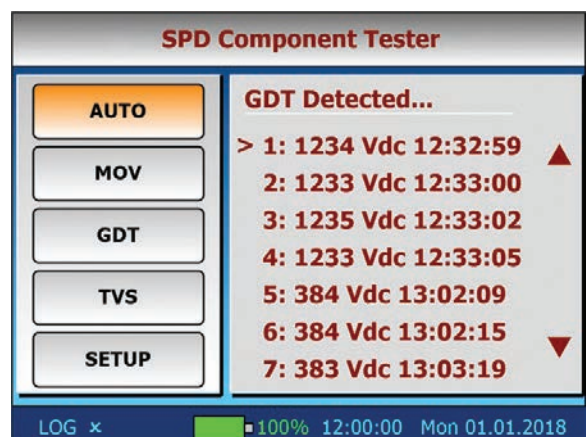 SPD Component Tester
AUTO
MOV
GDT
TVS
SETUP
GDT Detected...
> 1: 1234 Vdc 12:32:59
2: 1233 Vdc 12:33:00
3: 1235 Vdc 12:33:02
4: 1233 Vdc 12:33:05
5: 384 Vdc 13:02:09
6: 384 Vdc 13:02:15
7: 383 Vdc 13:03:19
LOG × 100% 12:00:00 Mon 01.01.2018